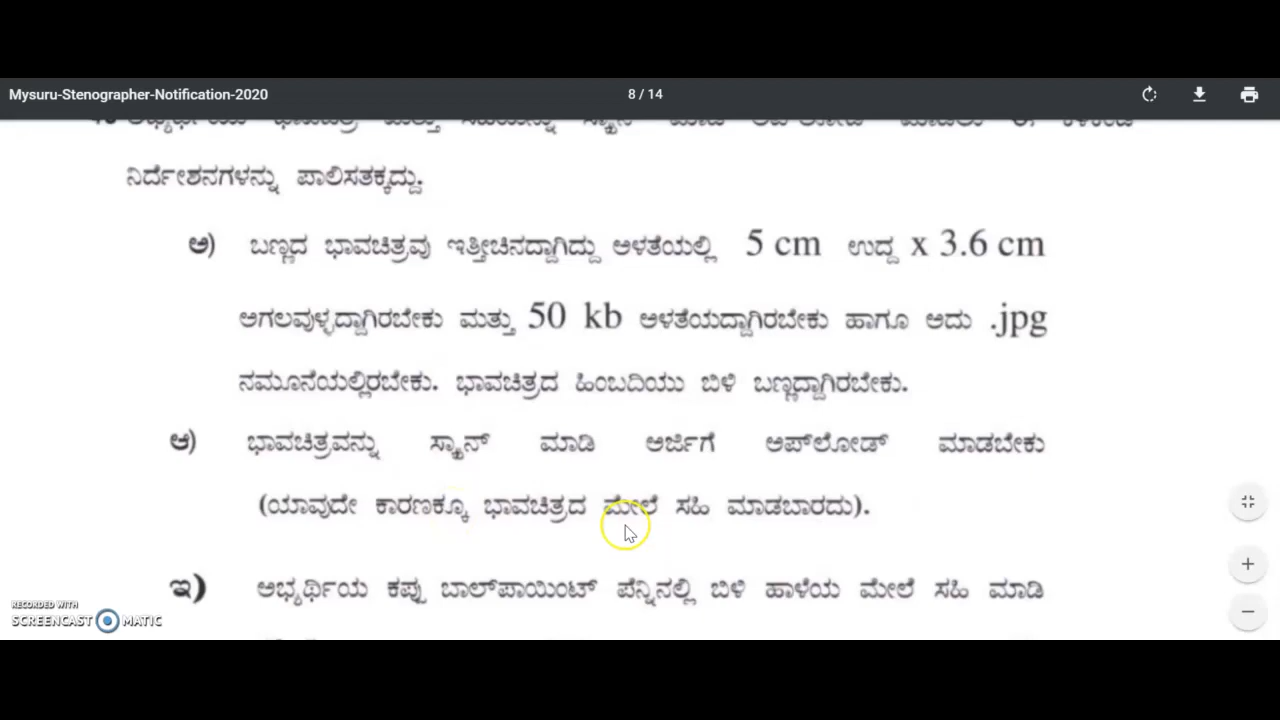 Mysuru-Stenographer-Notification-2020
8 / 14
ಮತ್ತು
ನಿರ್ದೇಶನಗಳನ್ನು ಪಾಲಿಸತಕ್ಕದ್ದು.
ಅ) ಬಣ್ಣದ ಭಾವಚಿತ್ರವು ಇತ್ತೀಚಿನದ್ದಾಗಿದ್ದು ಅಳತೆಯಲ್ಲಿ 5 cm ಉದ್ದ x 3.6 cm
ಅಗಲವುಳ್ಳದ್ದಾಗಿರಬೇಕು ಮತ್ತು 50 kb ಅಳತೆಯದ್ದಾಗಿರಬೇಕು ಹಾಗೂ ಅದು .jpg
ನಮೂನೆಯಲ್ಲಿರಬೇಕು. ಭಾವಚಿತ್ರದ ಹಿಂಬದಿಯು ಬಿಳಿ ಬಣ್ಣದ್ದಾಗಿರಬೇಕು.
ಆ) ಭಾವಚಿತ್ರವನ್ನು ಸ್ಕ್ಯಾನ್ ಮಾಡಿ ಅರ್ಜಿಗೆ ಅಪ್‌ಲೋಡ್ ಮಾಡಬೇಕು
(ಯಾವುದೇ ಕಾರಣಕ್ಕೂ ಭಾವಚಿತ್ರದ ಮೇಲೆ ಸಹಿ ಮಾಡಬಾರದು).
ಇ) ಅಭ್ಯರ್ಥಿಯ ಕಪ್ಪು ಬಾಲ್‌ಪಾಯಿಂಟ್ ಪೆನ್ನಿನಲ್ಲಿ ಬಿಳಿ ಹಾಳೆಯ ಮೇಲೆ ಸಹಿ ಮಾಡಿ
RECORDED WITH
SCREENCAST MATIC